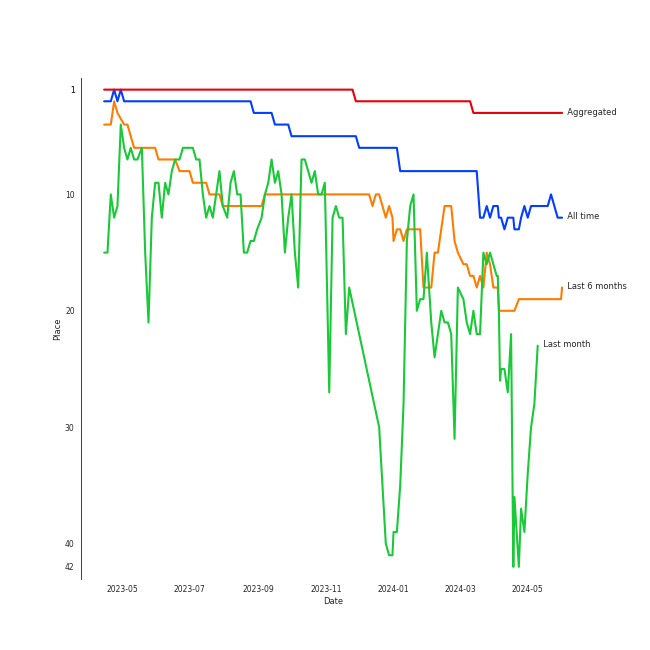 1
Aggregated
10
All time
Last 6 months
20
Place
Last month
30
40
42
2023-05 2023-07 2023-09 2023-11 2024-01 2024-03 2024-05
Date